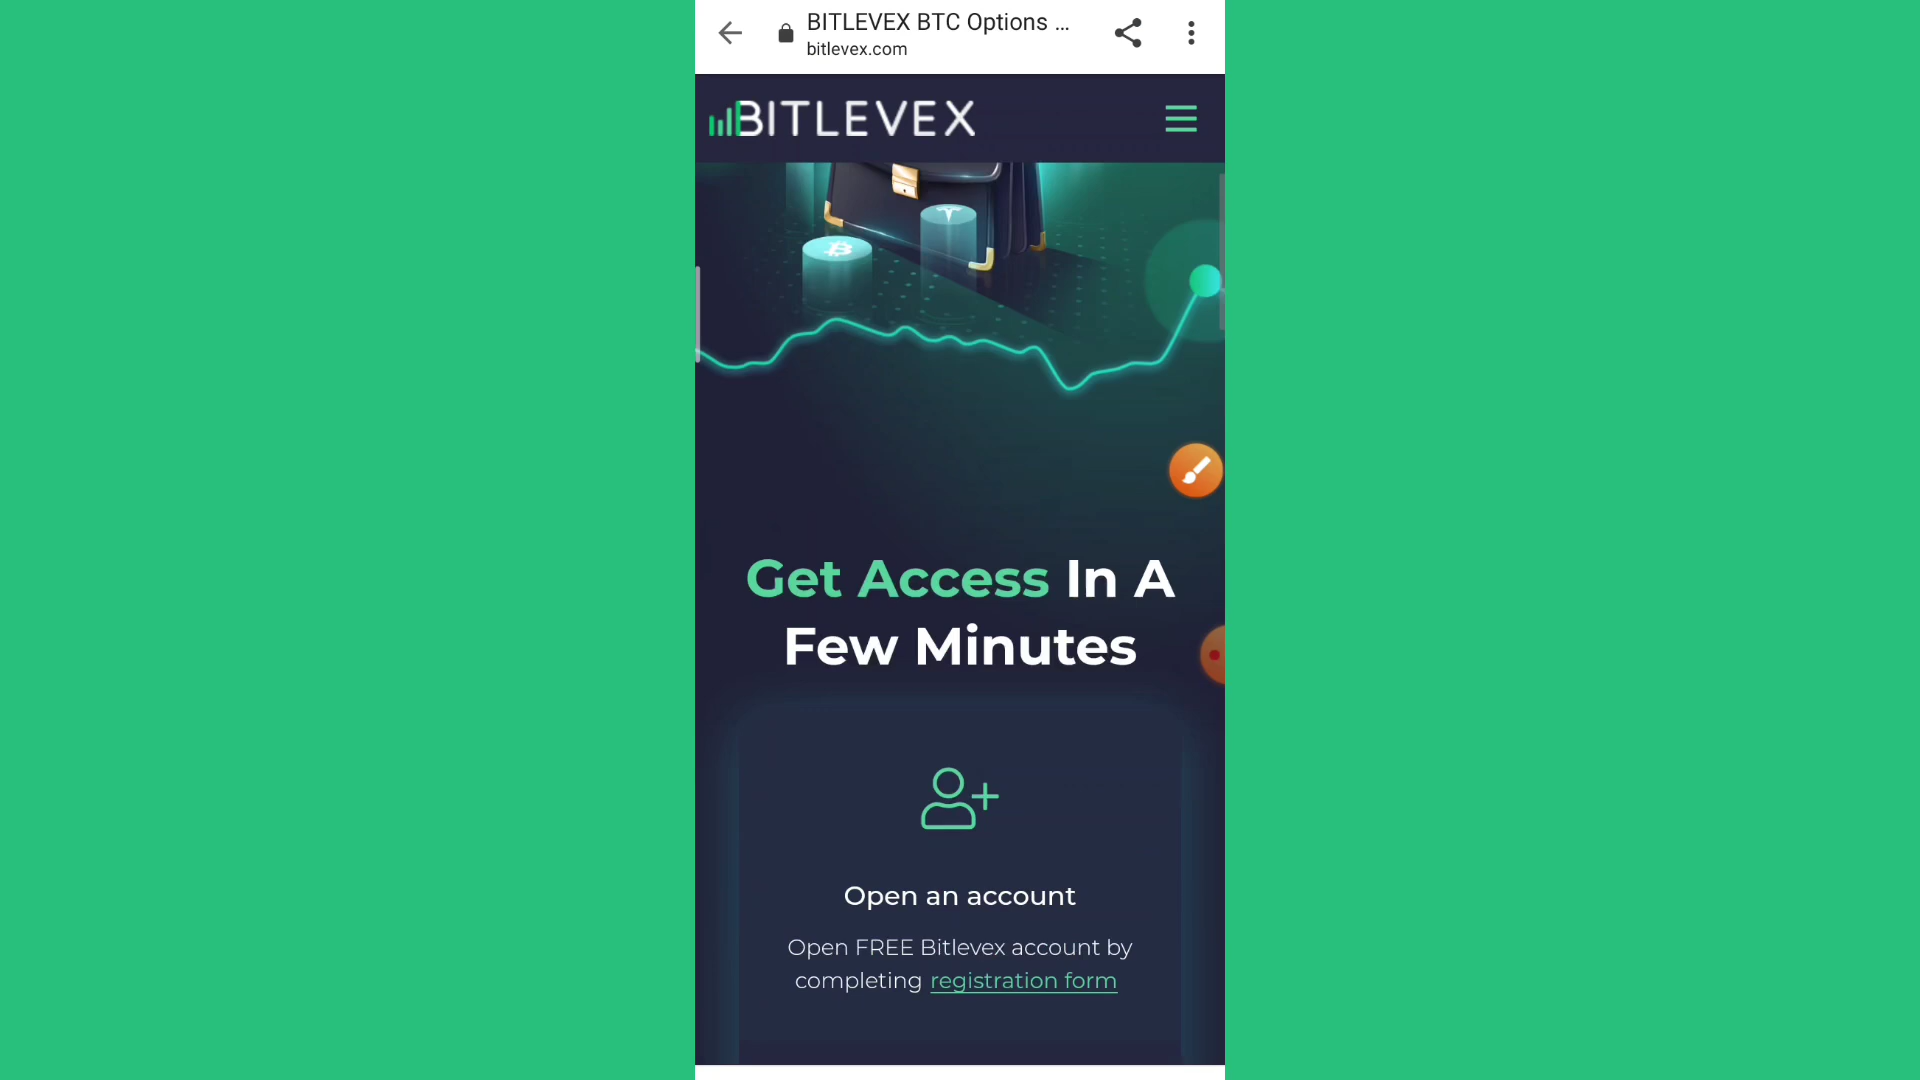 BITLEVEX BTC Options ...
bitlevex.com
BITLEVEX
Get Access In A
Few Minutes
Open an account
Open FREE Bitlevex account by
completing registration form